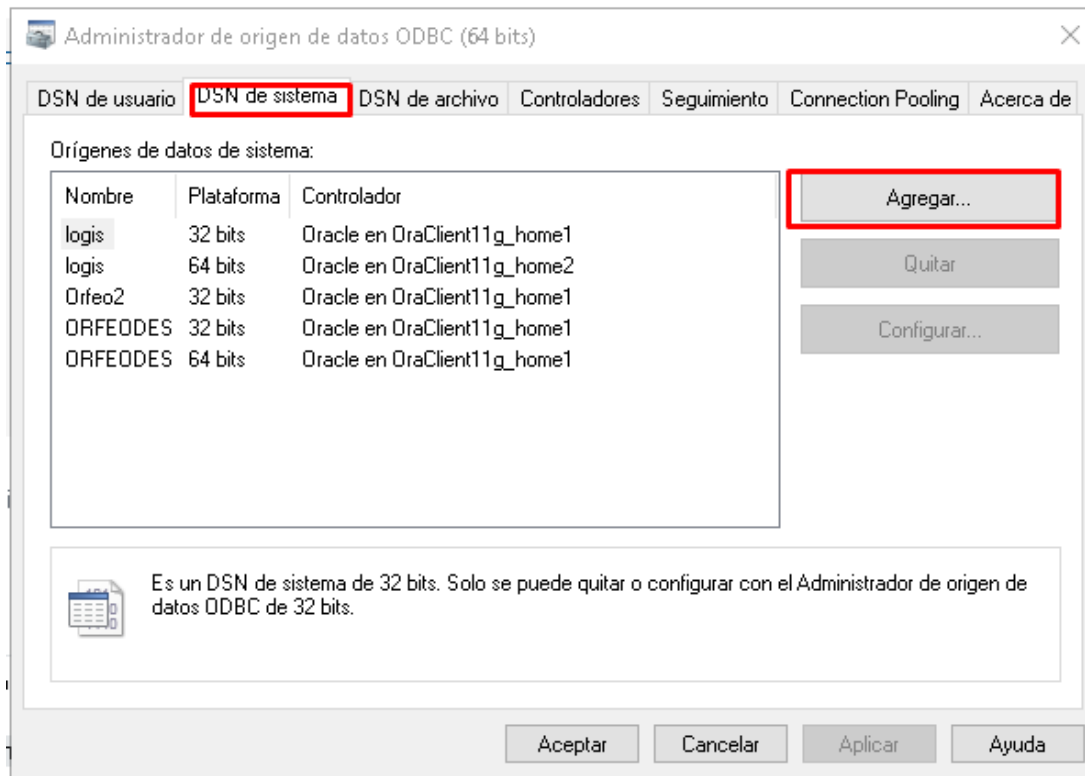 Administrador de origen de datos ODBC (64 bits)
DSN de usuario DSN de sistema DSN de archivo Controladores Seguimiento Connection Pooling Acerca de
Orígenes de datos de sistema:
Nombre Plataforma Controlador
logis 32 bits Oracle en OraClient11g_home1
logis 64 bits Oracle en OraClient11g_home2
Orfeo2 32 bits Oracle en OraClient11g_home1
ORFEODES 32 bits Oracle en OraClient11g_home1
ORFEODES 64 bits Oracle en OraClient11g_home1
Agregar...
Quitar
Configurar...
Es un DSN de sistema de 32 bits. Solo se puede quitar o configurar con el Administrador de origen de
datos ODBC de 32 bits.
Aceptar Cancelar Aplicar Ayuda